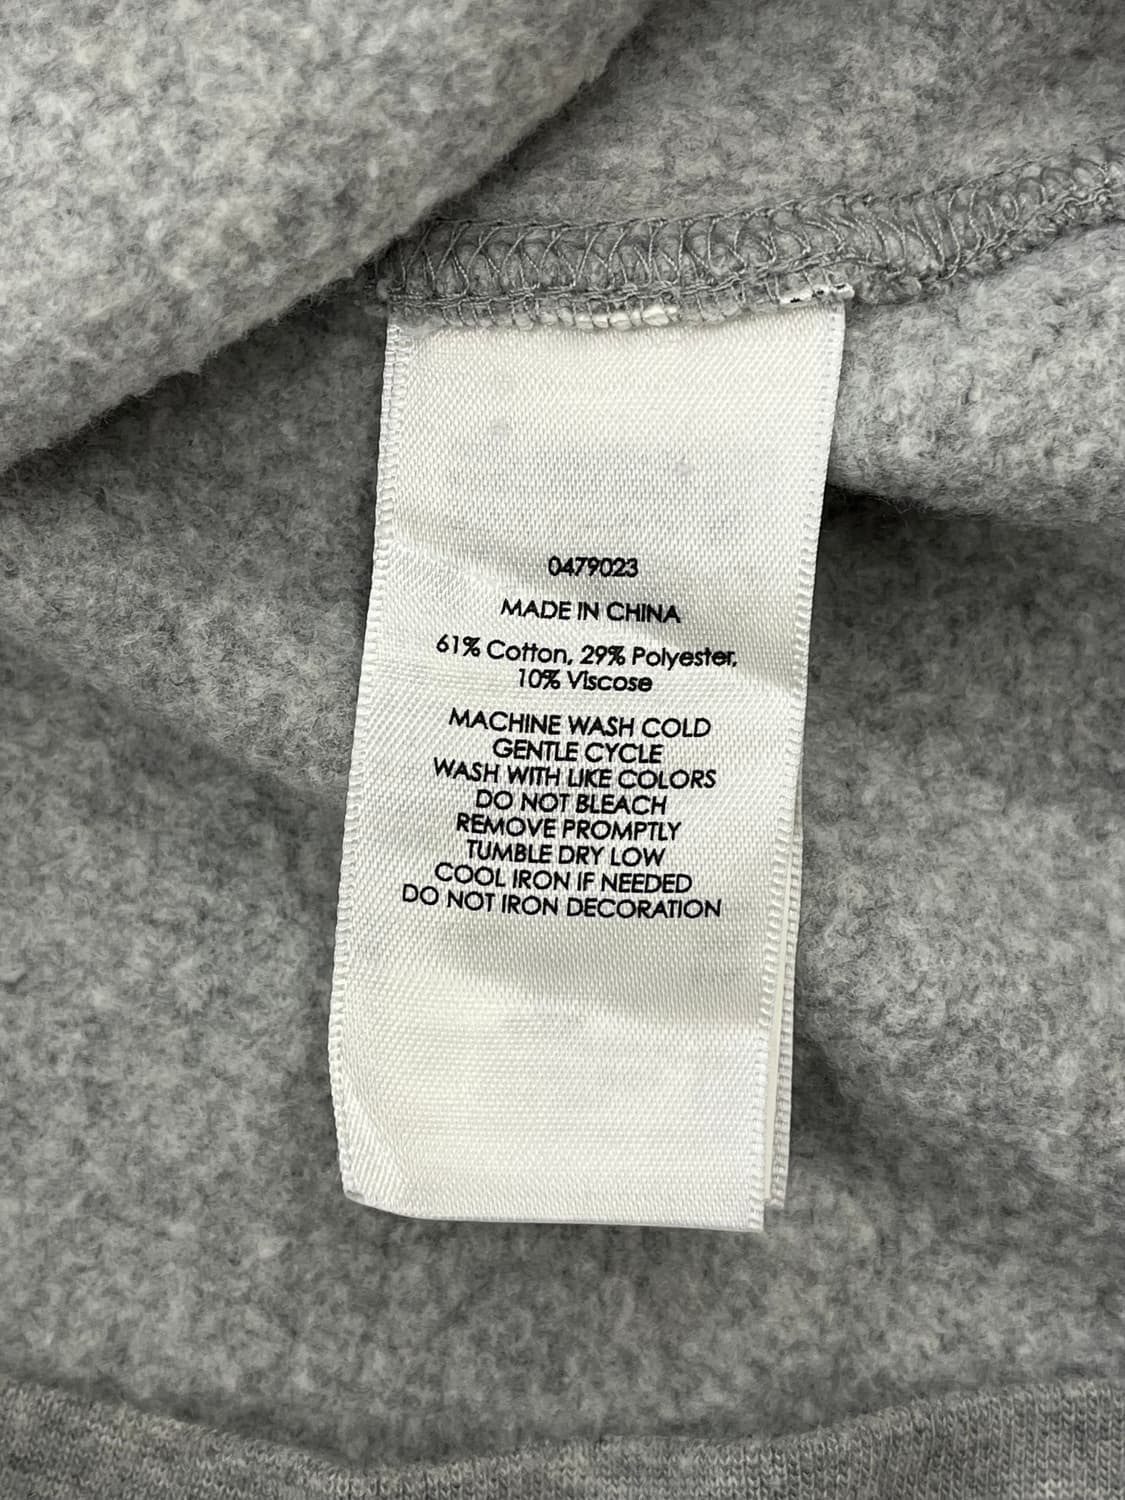 0479023
MADE IN CHINA
61% Cotton, 29% Polyester,
10% Viscose
MACHINE WASH COLD
GENTLE CYCLE
WASH WITH LIKE COLORS
DO NOT BLEACH
REMOVE PROMPTLY
TUMBLE DRY LOW
COOL IRON IF NEEDED
DO NOT IRON DECORATION